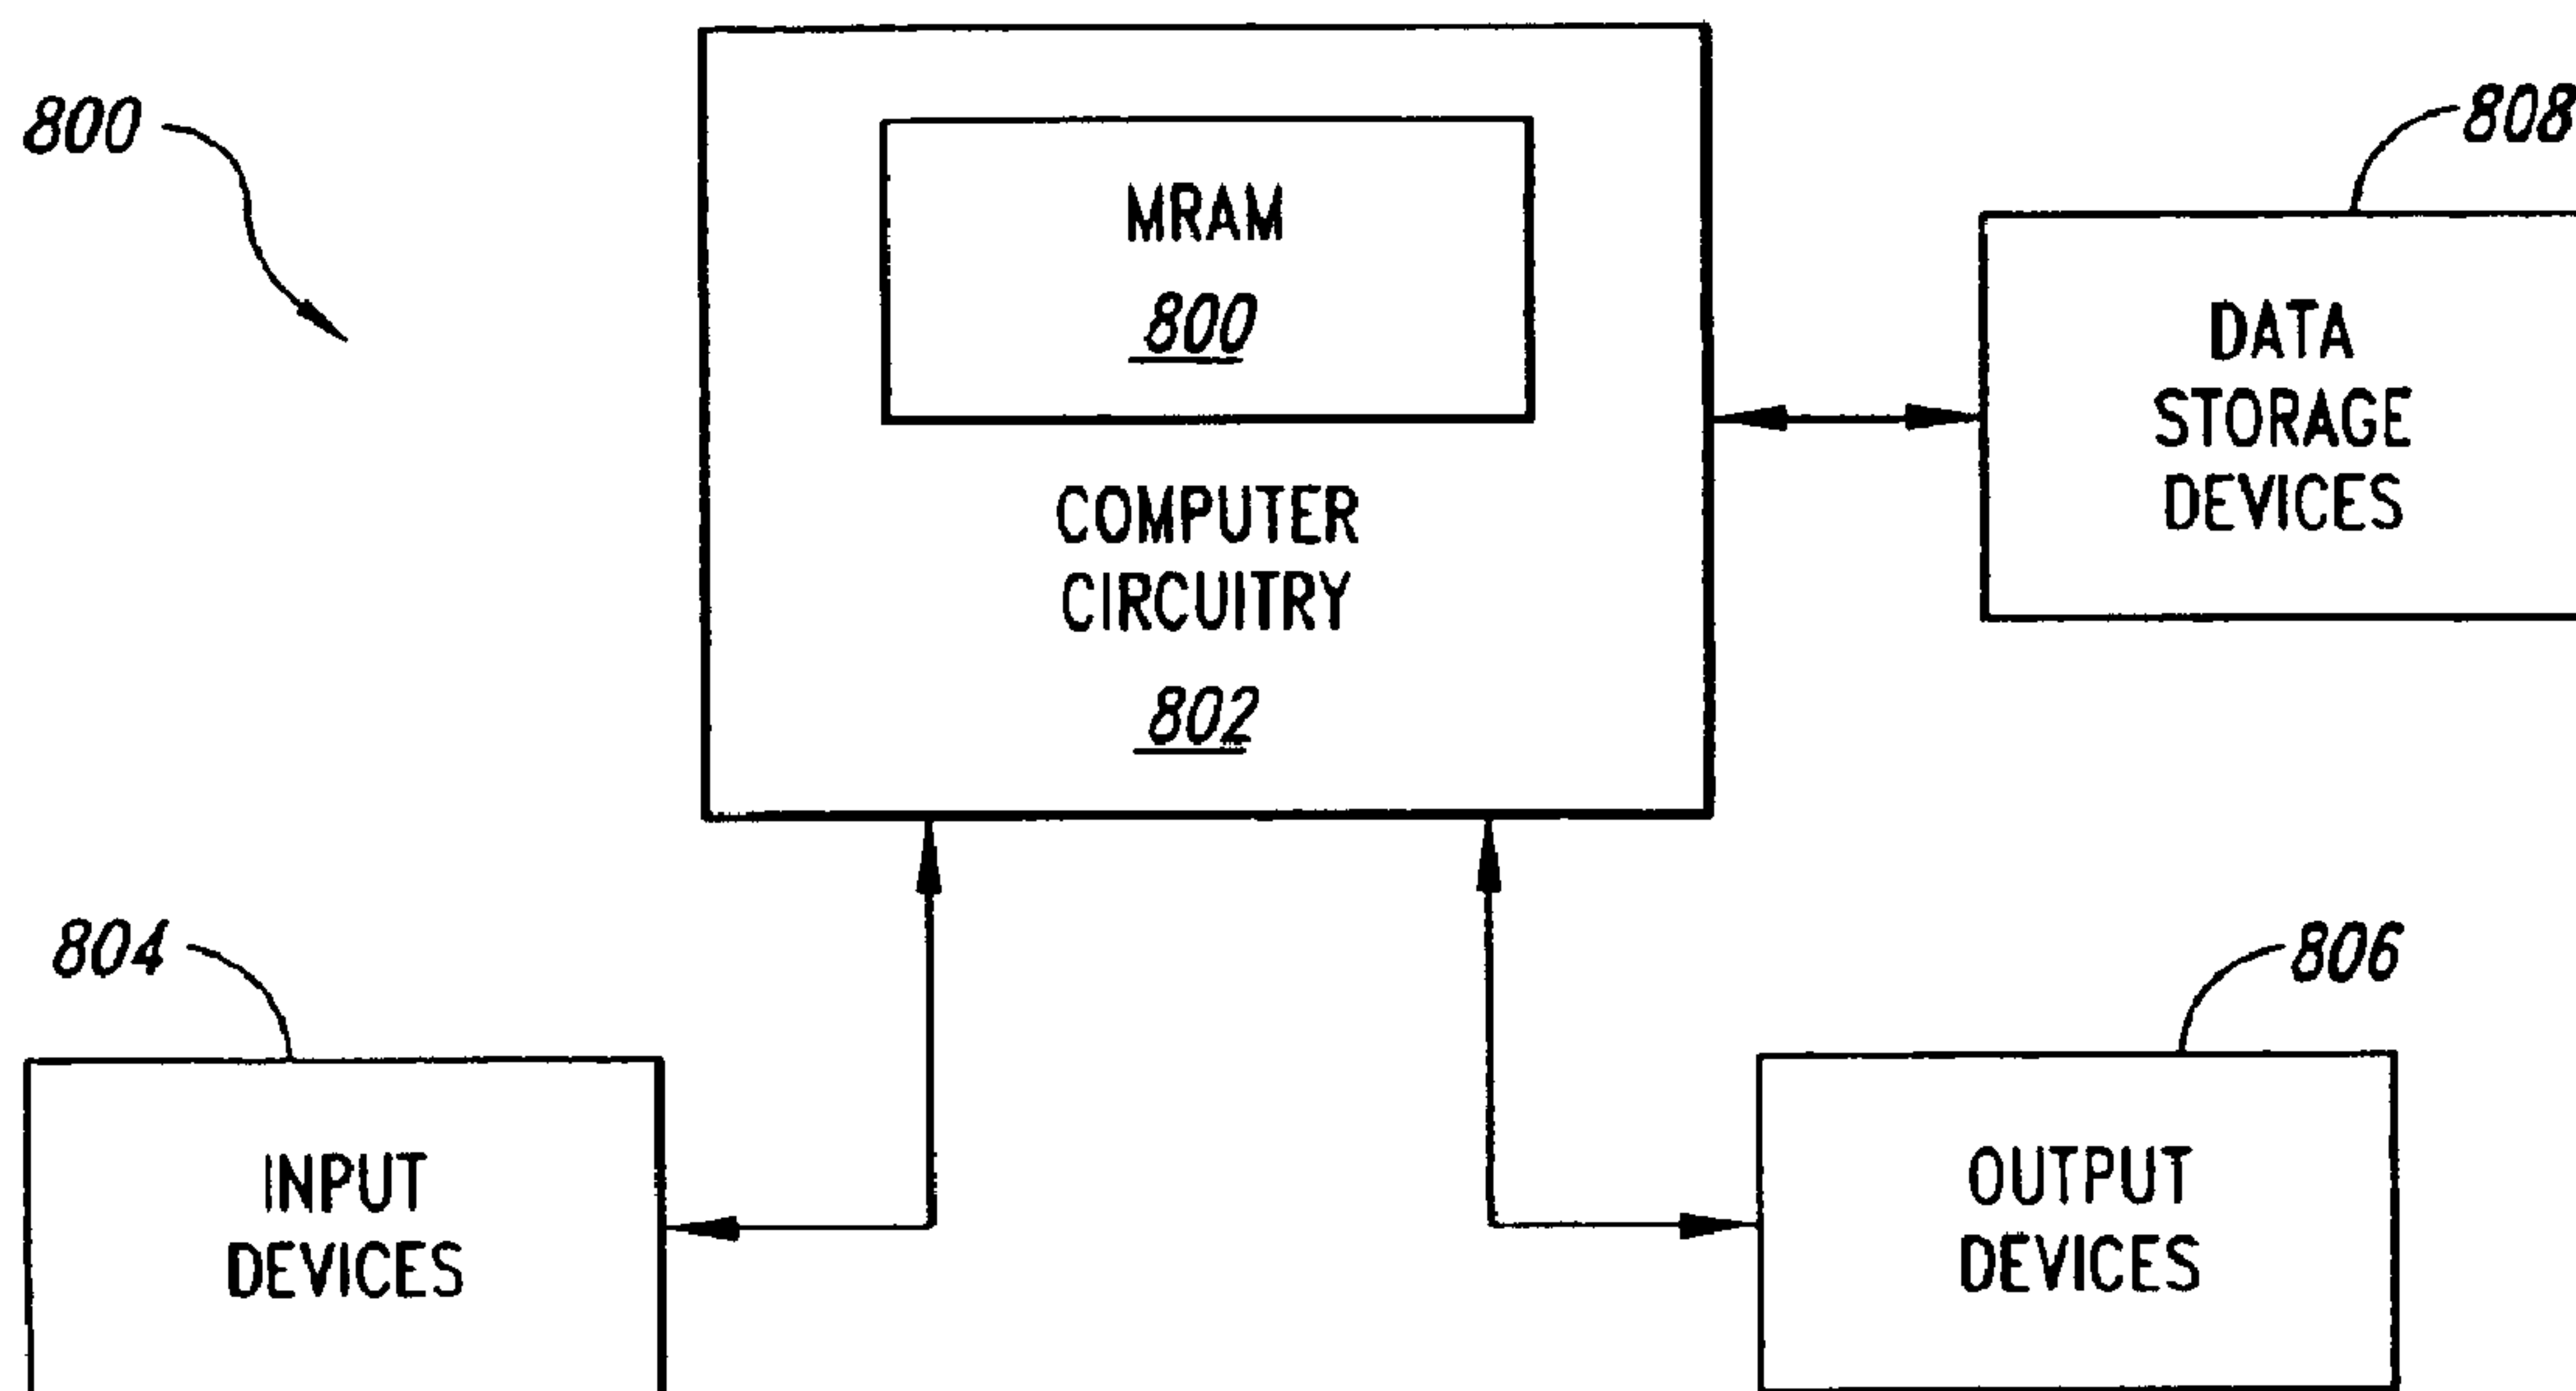 800
MRAM
800
COMPUTER
CIRCUITRY
802
808
DATA
STORAGE
DEVICES
804
INPUT
DEVICES
806
OUTPUT
DEVICES